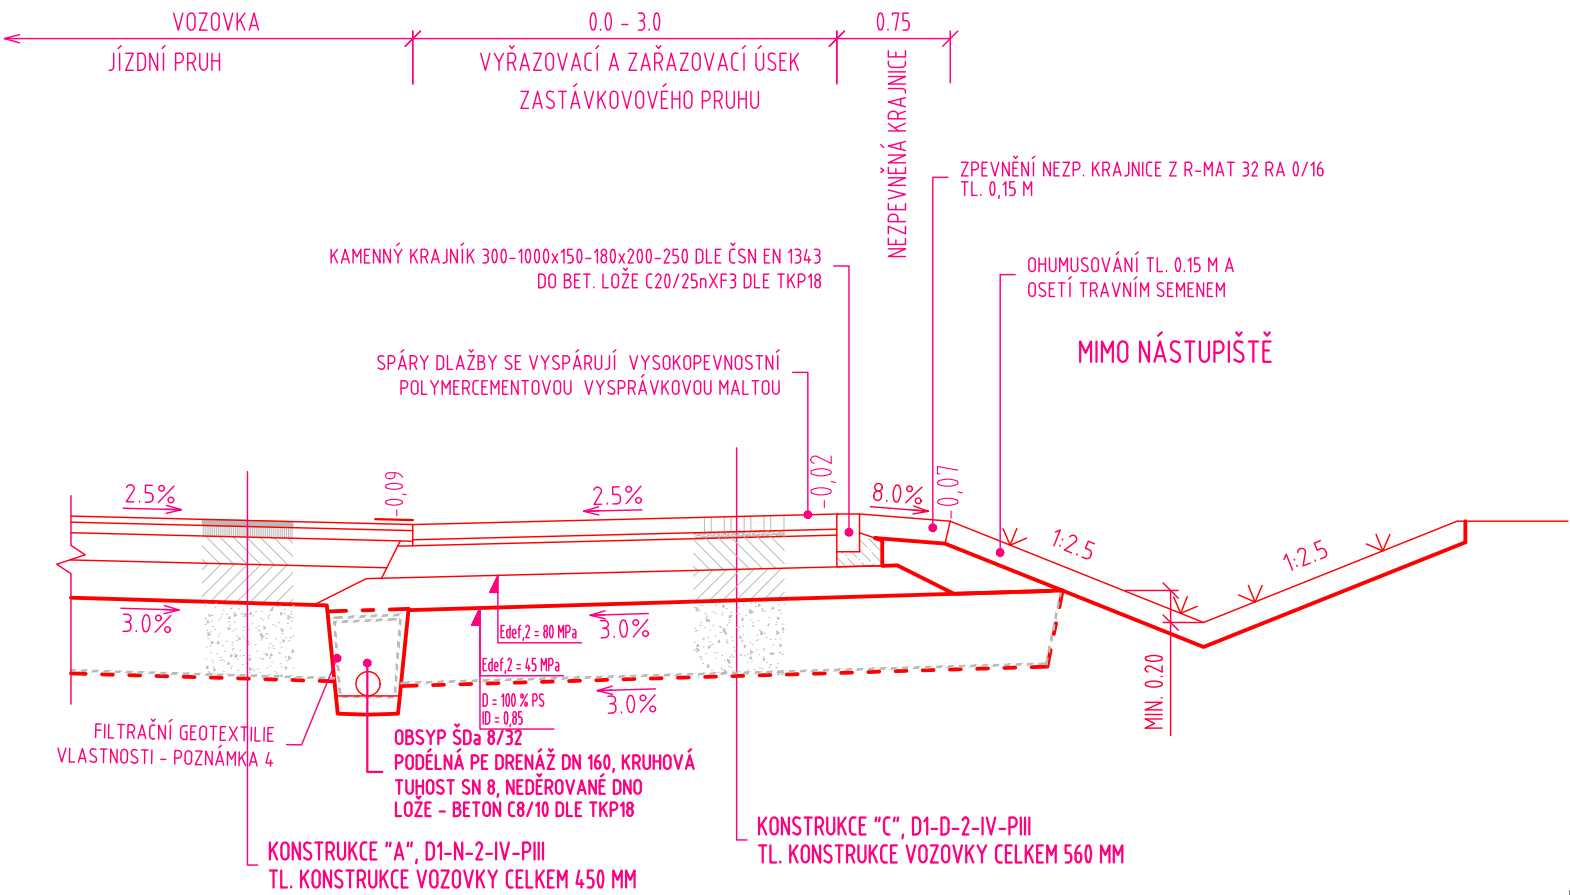 VOZOVKA
0.0 - 3.0
0.75
JÍZDNÍ PRUH
VYŘAZOVACÍ A ZAŘAZOVACÍ ÚSEK
ZASTÁVKOVOVÉHO PRUHU
NEZPEVNĚNÁ KRAJNICE
ZPEVNĚNÍ NEZP. KRAJNICE Z R-MAT 32 RA 0/16
TL. 0,15 M
KAMENNÝ KRAJNÍK 300-1000x150-180x200-250 DLE ČSN EN 1343
DO BET. LOŽE C20/25nXF3 DLE TKP18
OHUMUSOVÁNÍ TL. 0.15 M A
OSETÍ TRAVNÍM SEMENEM
MIMO NÁSTUPIŠTĚ
SPÁRY DLAŽBY SE VYSPÁRUJÍ VYSOKOPEVNOSTNÍ
POLYMERCEMENTOVOU VYSPRÁVKOVOU MALTOU
2.5%
-0,09
2.5%
-0,02
8.0%
-0,07
1:2.5
1:2.5
3.0%
Edef,2 = 80 MPa
3.0%
Edef,2 = 45 MPa
D = 100 % PS
ID = 0,85
3.0%
MIN. 0.20
FILTRAČNÍ GEOTEXTILIE
VLASTNOSTI - POZNÁMKA 4
OBSYP ŠDa 8/32
PODÉLNÁ PE DRENÁŽ DN 160, KRUHOVÁ
TUHOST SN 8, NEDĚROVANÉ DNO
LOŽE - BETON C8/10 DLE TKP18
KONSTRUKCE "C", D1-D-2-IV-PIII
TL. KONSTRUKCE VOZOVKY CELKEM 560 MM
KONSTRUKCE "A", D1-N-2-IV-PIII
TL. KONSTRUKCE VOZOVKY CELKEM 450 MM